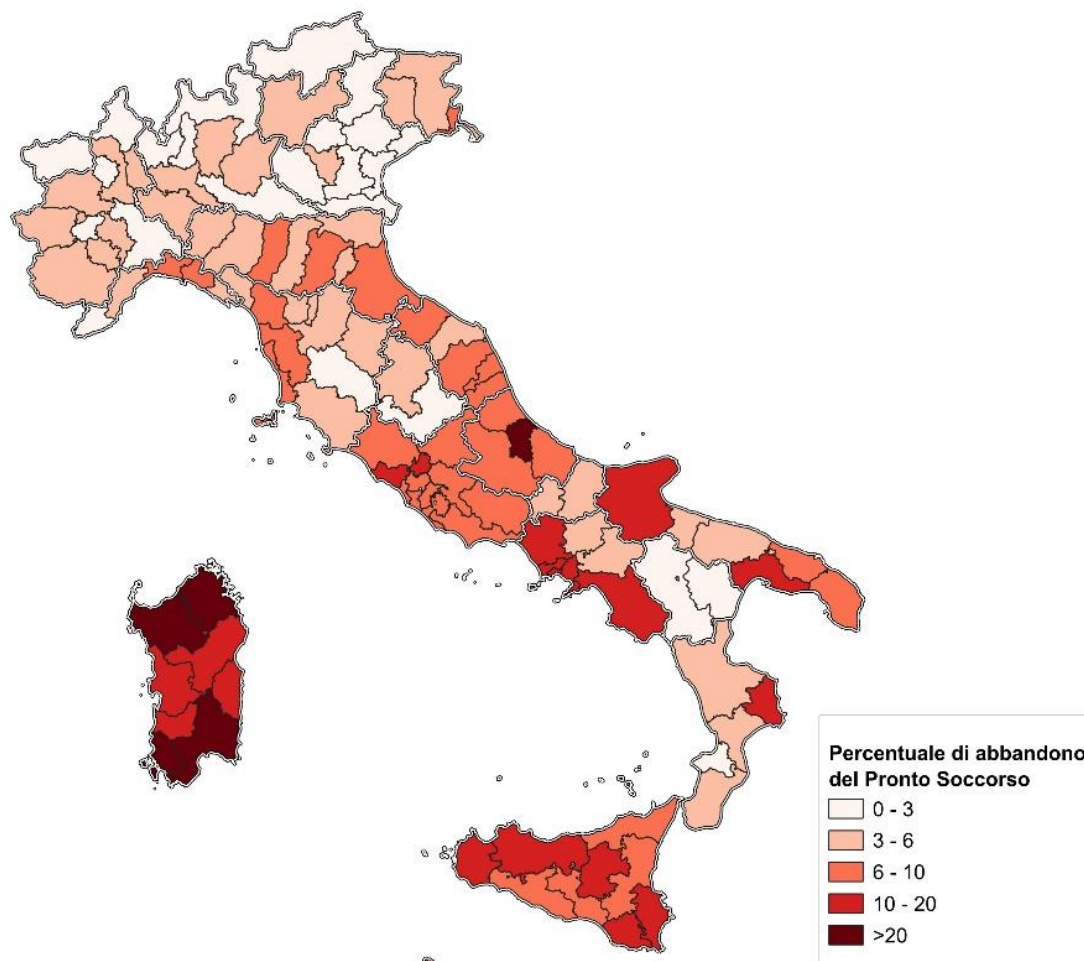 Percentuale di abbandono
del Pronto Soccorso
0 - 3
3 - 6
6 - 10
10 - 20
>20